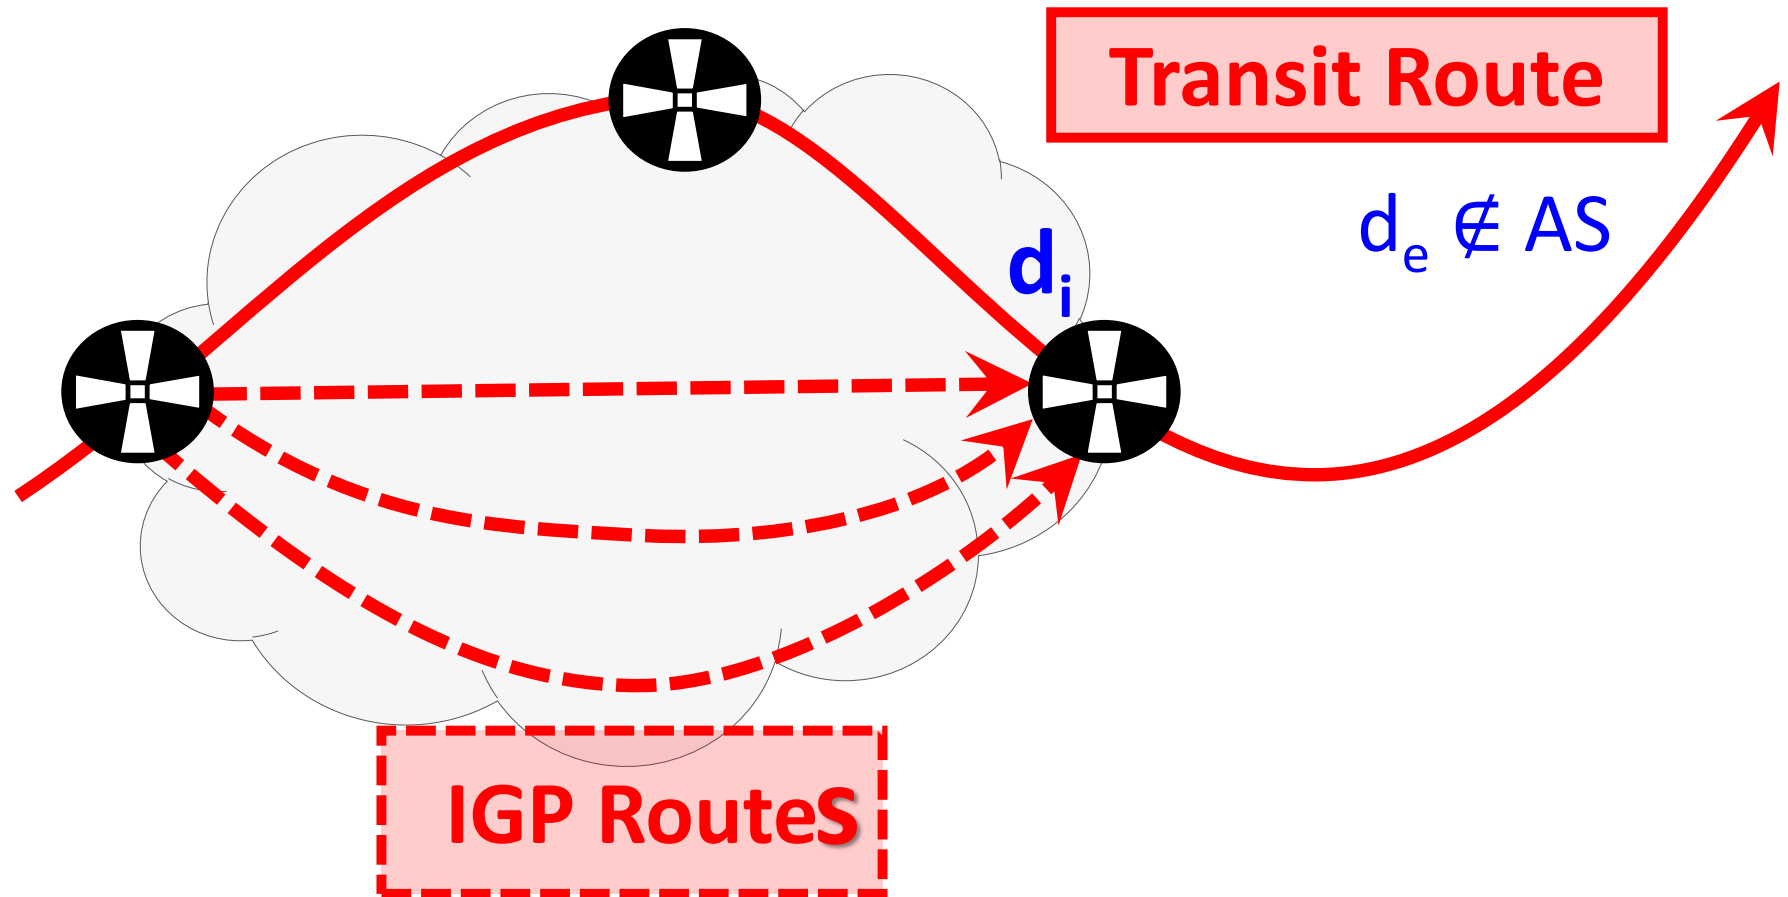 Transit Route
dₑ ∉ AS
dᵢ
IGP RouteS